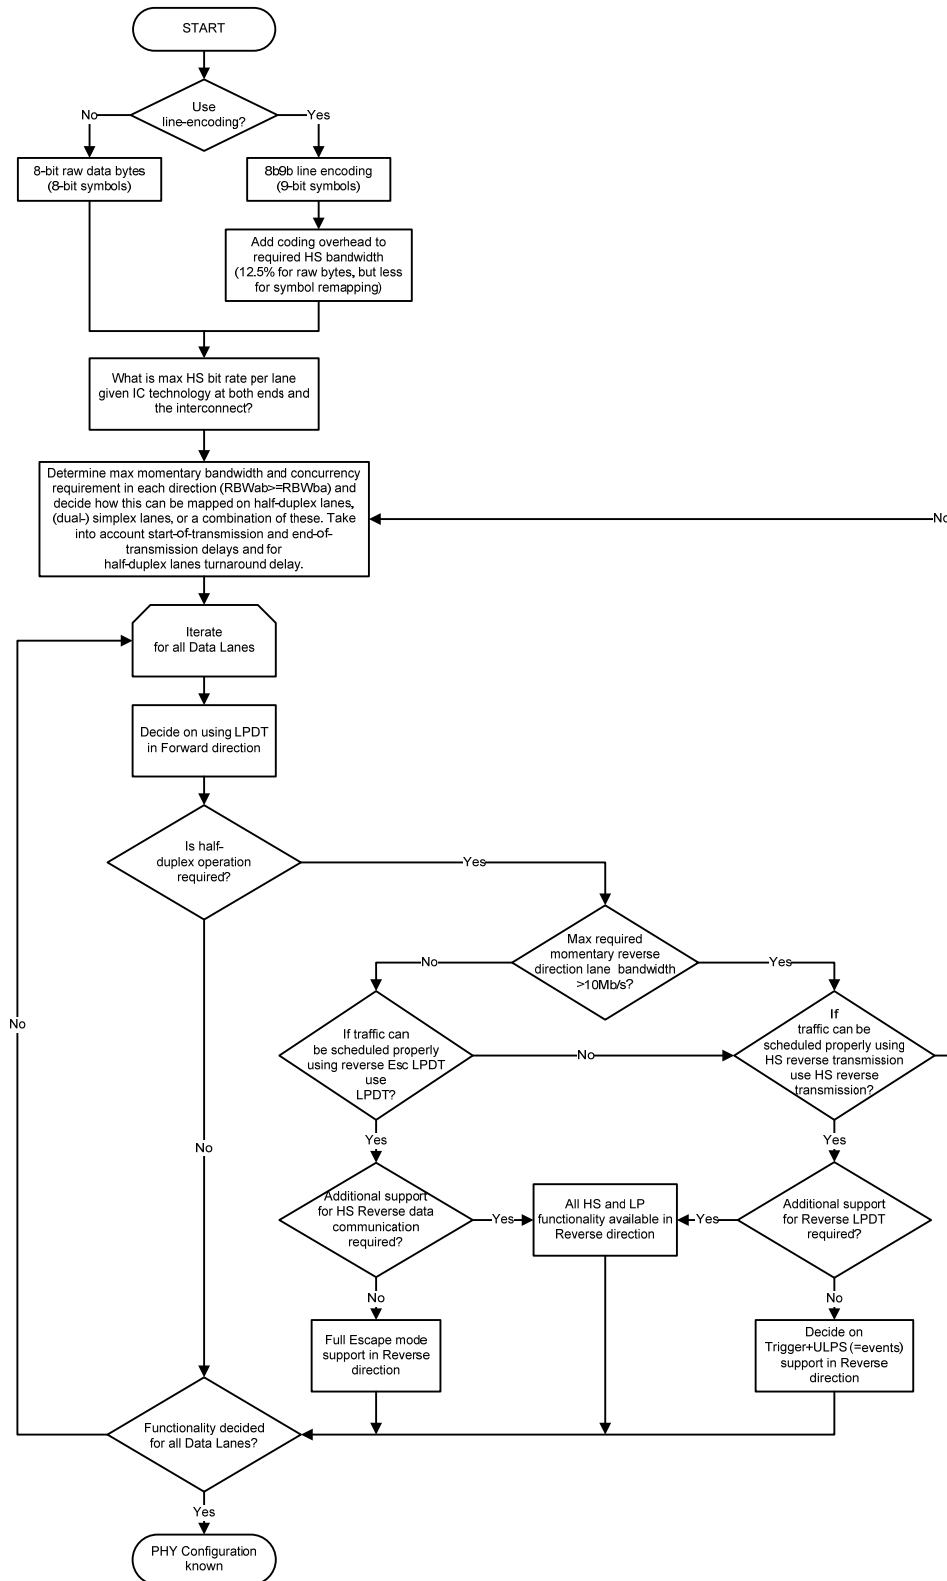 START
Use
line-encoding?
No
Yes
8-bit raw data bytes
(8-bit symbols)
8b9b line encoding
(9-bit symbols)
Add coding overhead to
required HS bandwidth
(12.5% for raw bytes, but less
for symbol remapping)
What is max HS bit rate per lane
given IC technology at both ends and
the interconnect?
Determine max momentary bandwidth and concurrency
requirement in each direction (RBWab>=RBWba) and
decide how this can be mapped on half-duplex lanes,
(dual-) simplex lanes, or a combination of these. Take
into account start-of-transmission and end-of-
transmission delays and for
half-duplex lanes turnaround delay.
No
Iterate
for all Data Lanes
Decide on using LPDT
in Forward direction
Is half-
duplex operation
required?
Yes
Max required
momentary reverse
direction lane bandwidth
>10Mb/s?
No
Yes
No
If traffic can
be scheduled properly
using reverse Esc LPDT
use
LPDT?
No
If
traffic can be
scheduled properly using
HS reverse transmission
use HS reverse
transmission?
Yes
Yes
No
Additional support
for HS Reverse data
communication
required?
Yes
All HS and LP
functionality available in
Reverse direction
Yes
Additional support
for Reverse LPDT
required?
No
No
Full Escape mode
support in Reverse
direction
Decide on
Trigger+ULPS (=events)
support in Reverse
direction
Functionality decided
for all Data Lanes?
Yes
PHY Configuration
known